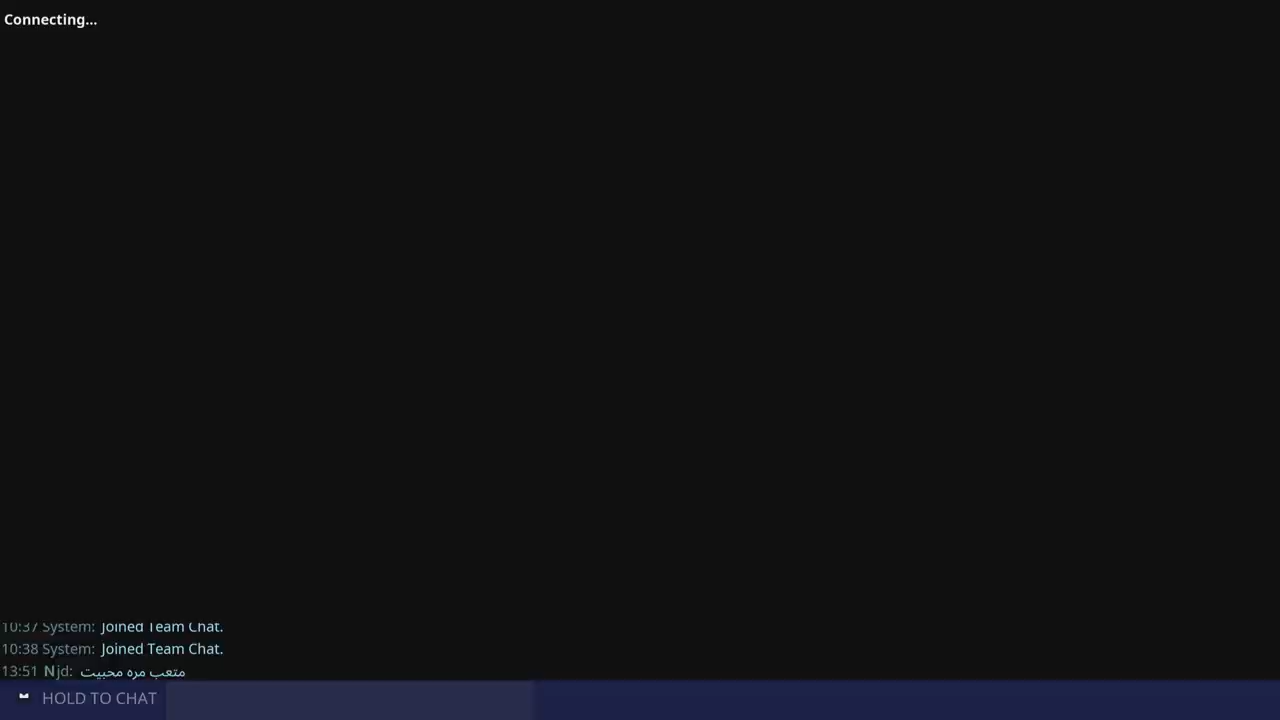 Connecting...
10:37 System: Joined Team Chat.
10:38 System: Joined Team Chat.
13:51 Njd: متعب مره محبيت
HOLD TO CHAT